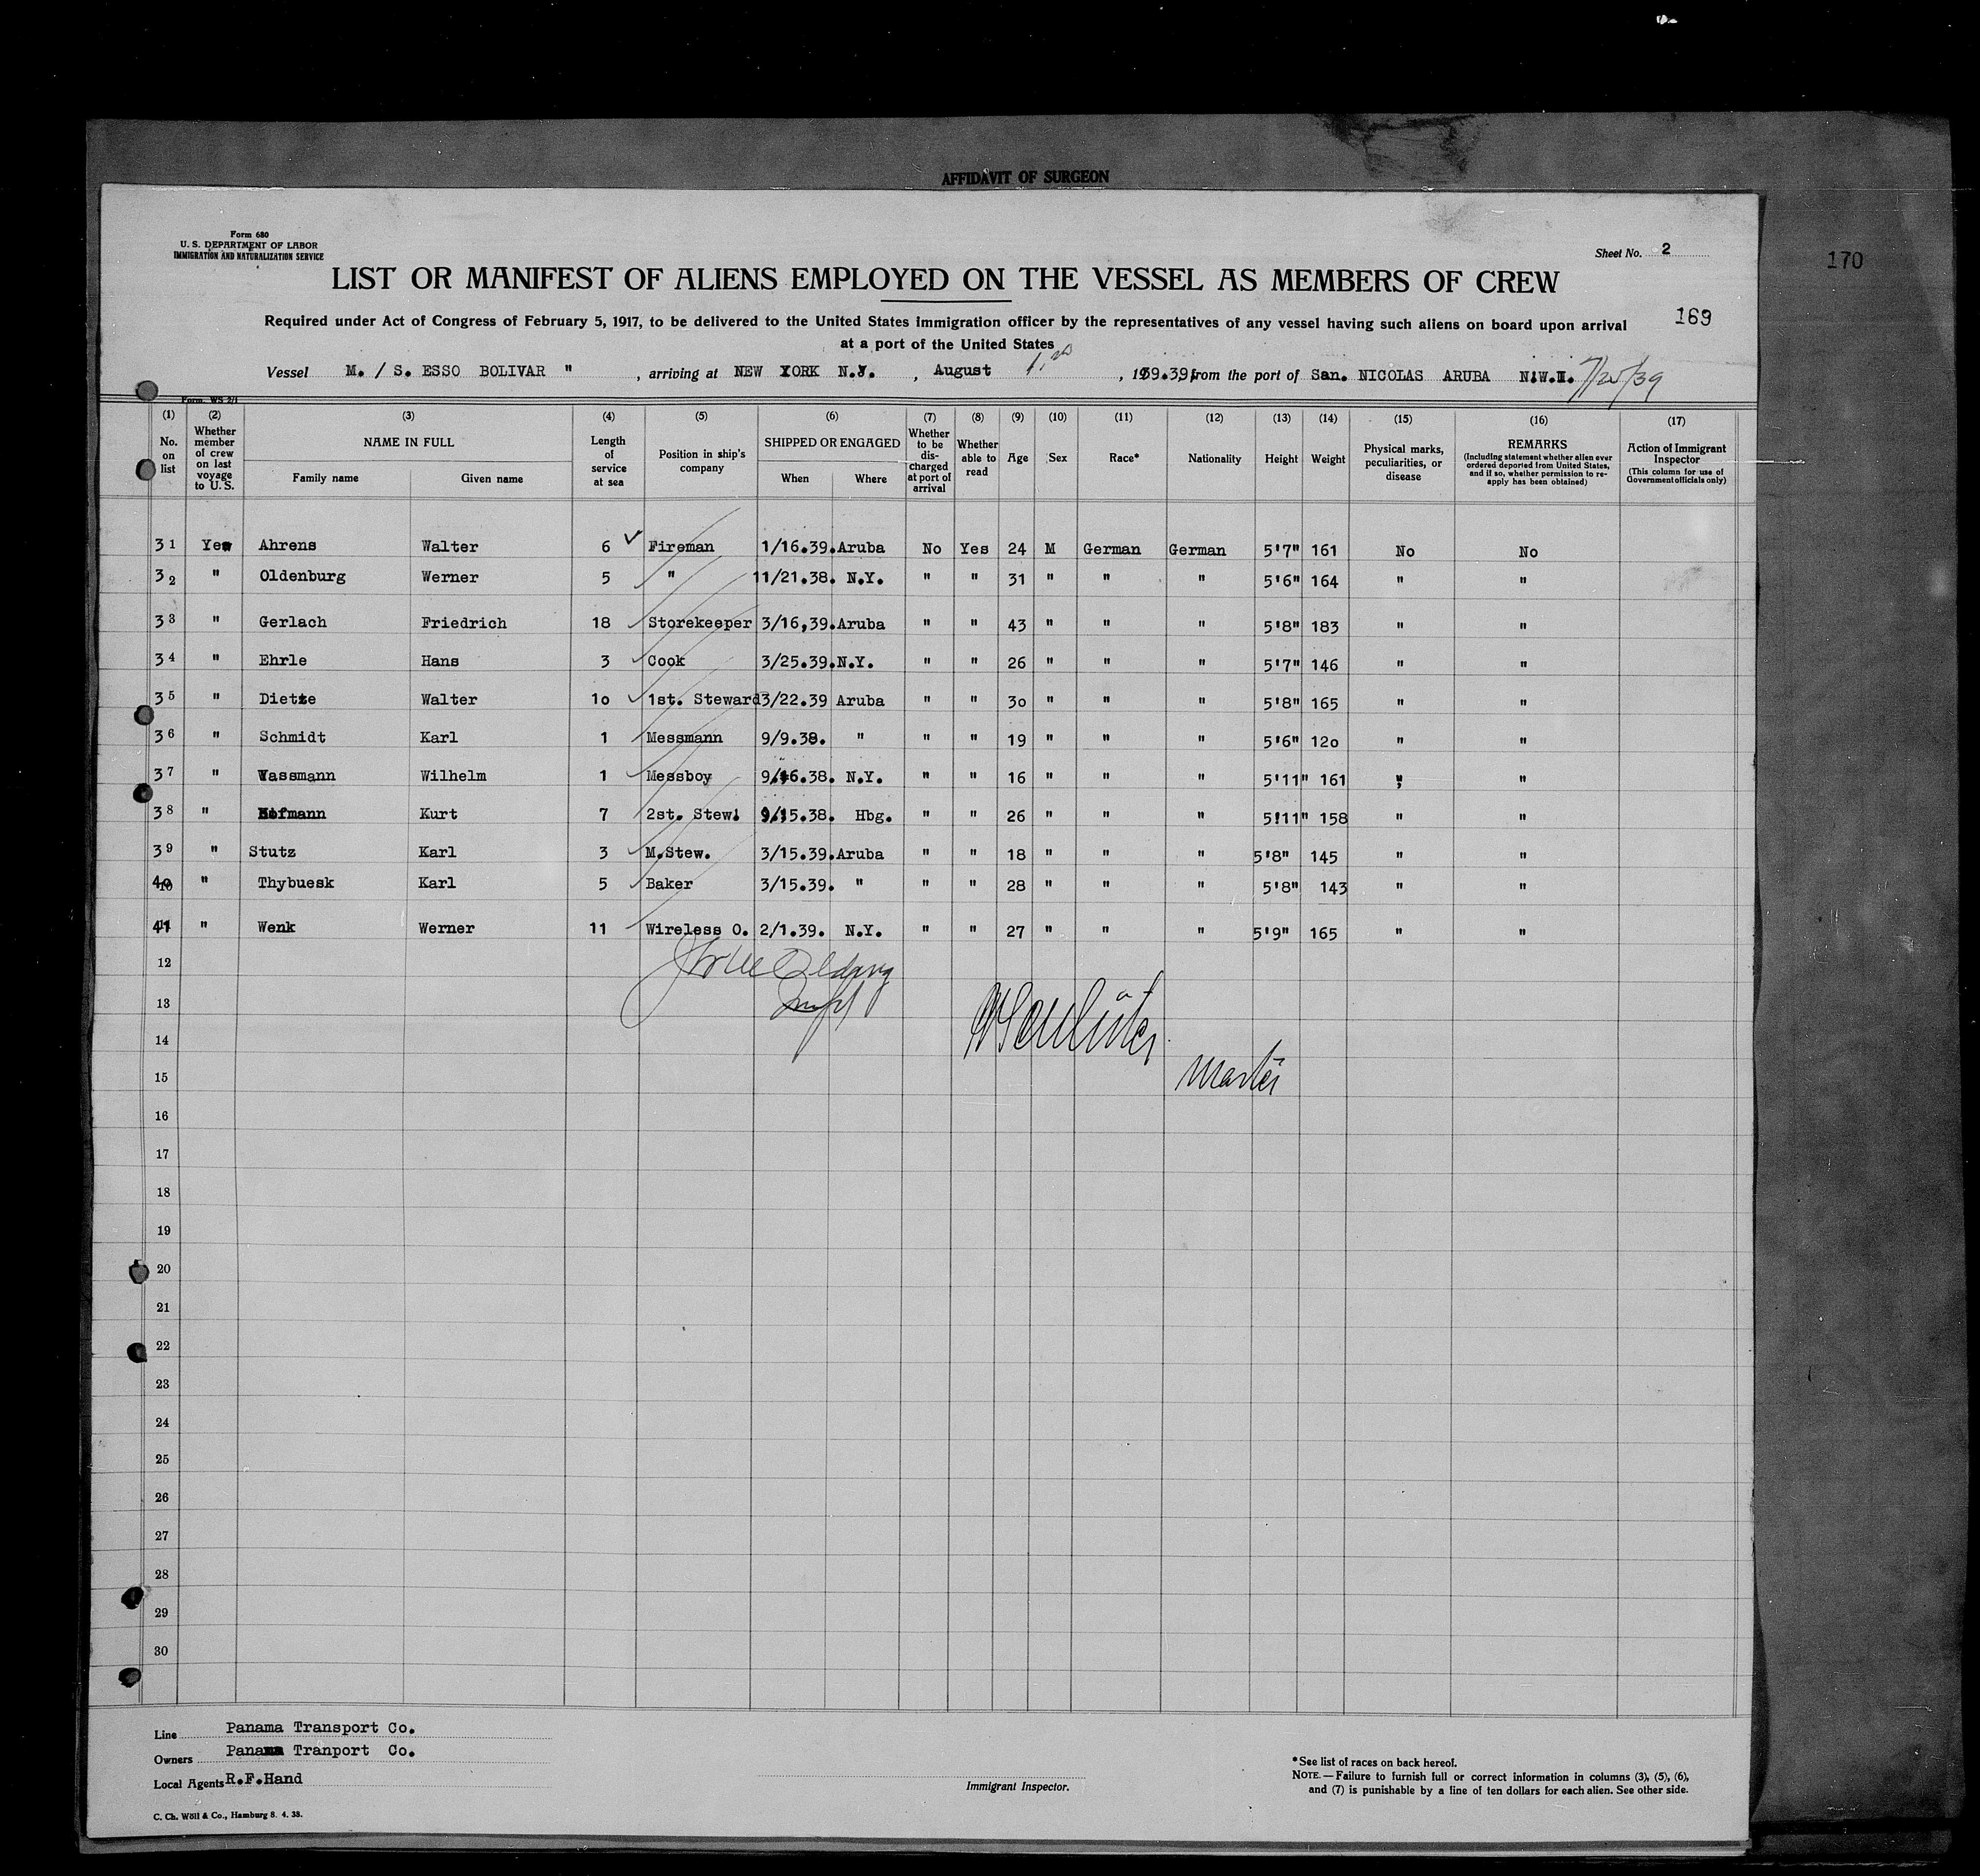 AFFIDAVIT OF SURGEON
Form 680
U. S. DEPARTMENT OF LABOR
IMMIGRATION AND NATURALIZATION SERVICE
Sheet No. 2
170
LIST OR MANIFEST OF ALIENS EMPLOYED ON THE VESSEL AS MEMBERS OF CREW
169
Required under Act of Congress of February 5, 1917, to be delivered to the United States immigration officer by the representatives of any vessel having such aliens on board upon arrival
at a port of the United States
Vessel M. / S. ESSO BOLIVAR " , arriving at NEW YORK N.Y. , August 1. , 1939.39, from the port of San. NICOLAS ARUBA N.W.I. 7/25/39
Form. WS 2/1
(1) (2) (3) (4) (5) (6) (7) (8) (9) (10) (11) (12) (13) (14) (15) (16) (17)
No. on list Whether member of crew on last voyage to U. S. NAME IN FULL Family name Given name Length of service at sea Position in ship's company SHIPPED OR ENGAGED When Where Whether to be discharged at port of arrival Whether able to read Age Sex Race* Nationality Height Weight Physical marks, peculiarities, or disease REMARKS (Including statement whether alien ever ordered deported from United States, and if so, whether permission to reapply has been obtained) Action of Immigrant Inspector (This column for use of Government officials only)
31 Yes Ahrens Walter 6 Fireman 1/16.39. Aruba No Yes 24 M German German 5'7" 161 No No
32 " Oldenburg Werner 5 " 11/21.38. N.Y. " " 31 " " " 5'6" 164 " "
33 " Gerlach Friedrich 18 Storekeeper 3/16,39. Aruba " " 43 " " " 5'8" 183 " "
34 " Ehrle Hans 3 Cook 3/25.39. N.Y. " " 26 " " " 5'7" 146 " "
35 " Dietze Walter 1o 1st. Steward 3/22.39 Aruba " " 3o " " " 5'8" 165 " "
36 " Schmidt Karl 1 Messmann 9/9.38. " " " 19 " " " 5'6" 12o " "
37 " Wassmann Wilhelm 1 Messboy 9/16.38. N.Y. " " 16 " " " 5'11" 161 " "
38 " Hofmann Kurt 7 2st. Stew. 9/15.38. Hbg. " " 26 " " " 5'11" 158 " "
39 " Stutz Karl 3 M.Stew. 3/15.39. Aruba " " 18 " " " 5'8" 145 " "
40 " Thybuesk Karl 5 Baker 3/15.39. " " " 28 " " " 5'8" 143 " "
41 " Wenk Werner 11 Wireless O. 2/1.39. N.Y. " " 27 " " " 5'9" 165 " "
12
13
14
15 Master
16
17
18
19
20
21
22
23
24
25
26
27
28
29
30
Line Panama Transport Co.
Owners Panama Tranport Co.
Local Agents R.F.Hand
Immigrant Inspector.
*See list of races on back hereof.
NOTE.—Failure to furnish full or correct information in columns (3), (5), (6),
and (7) is punishable by a fine of ten dollars for each alien. See other side.
C. Ch. Wöll & Co., Hamburg 8. 4. 38.